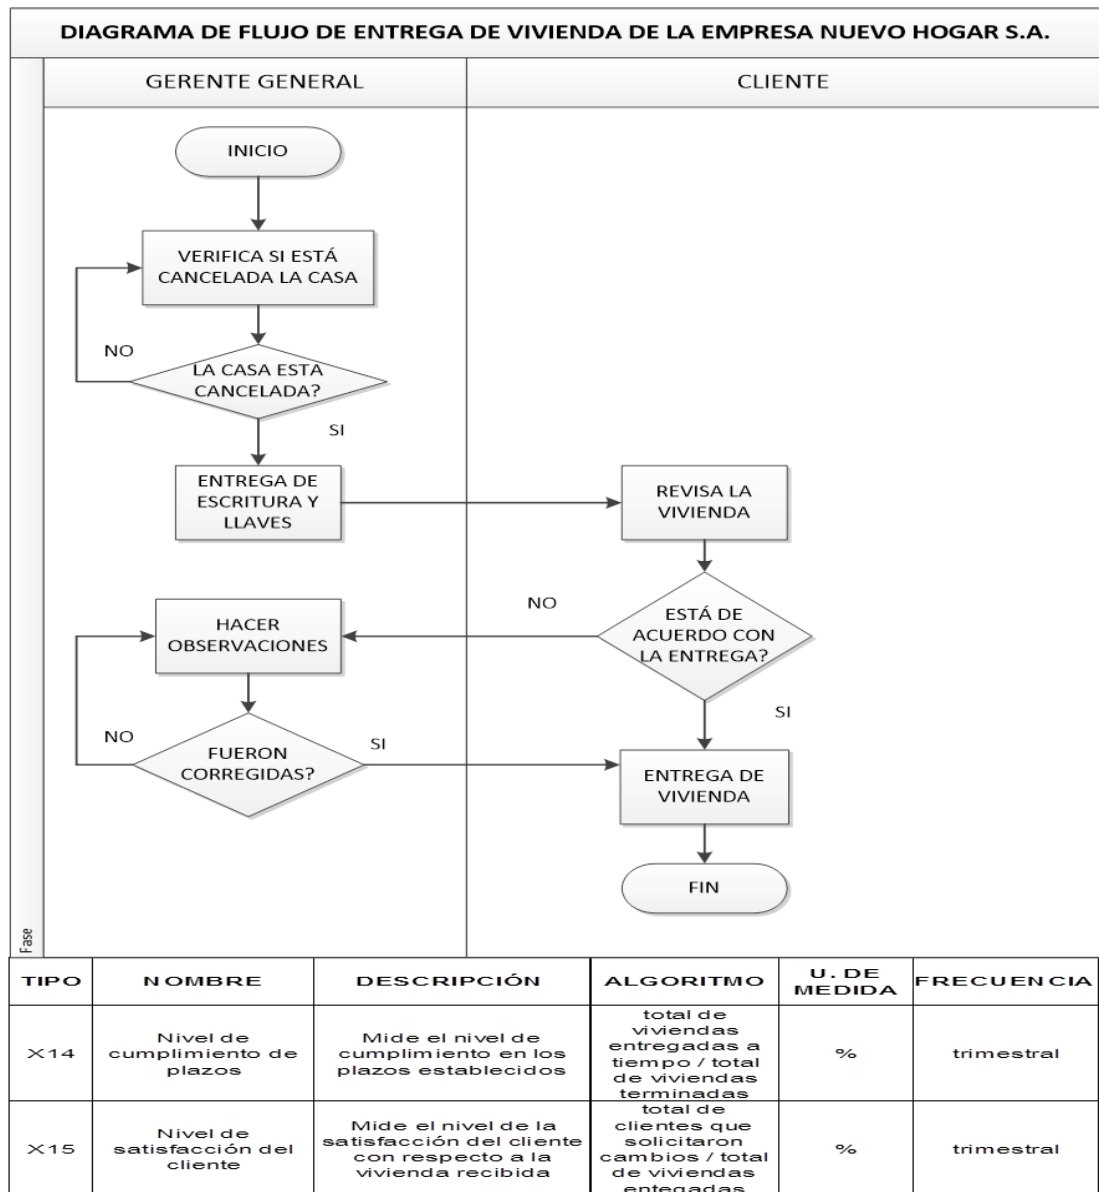 DIAGRAMA DE FLUJO DE ENTREGA DE VIVIENDA DE LA EMPRESA NUEVO HOGAR S.A.
Fase
GERENTE GENERAL
CLIENTE
INICIO
VERIFICA SI ESTÁ
CANCELADA LA CASA
NO
LA CASA ESTA
CANCELADA?
SI
ENTREGA DE
ESCRITURA Y
LLAVES
REVISA LA
VIVIENDA
ESTÁ DE
ACUERDO CON
LA ENTREGA?
NO
HACER
OBSERVACIONES
SI
NO
FUERON
CORREGIDAS?
SI
ENTREGA DE
VIVIENDA
FIN
TIPO
NOMBRE
DESCRIPCIÓN
ALGORITMO
U. DE
MEDIDA
FRECUENCIA
X14
Nivel de
cumplimiento de
plazos
Mide el nivel de
cumplimiento en los
plazos establecidos
total de
viviendas
entregadas a
tiempo / total
de viviendas
terminadas
%
trimestral
X15
Nivel de
satisfacción del
cliente
Mide el nivel de la
satisfacción del cliente
con respecto a la
vivienda recibida
total de
clientes que
solicitaron
cambios / total
de viviendas
entegadas
%
trimestral